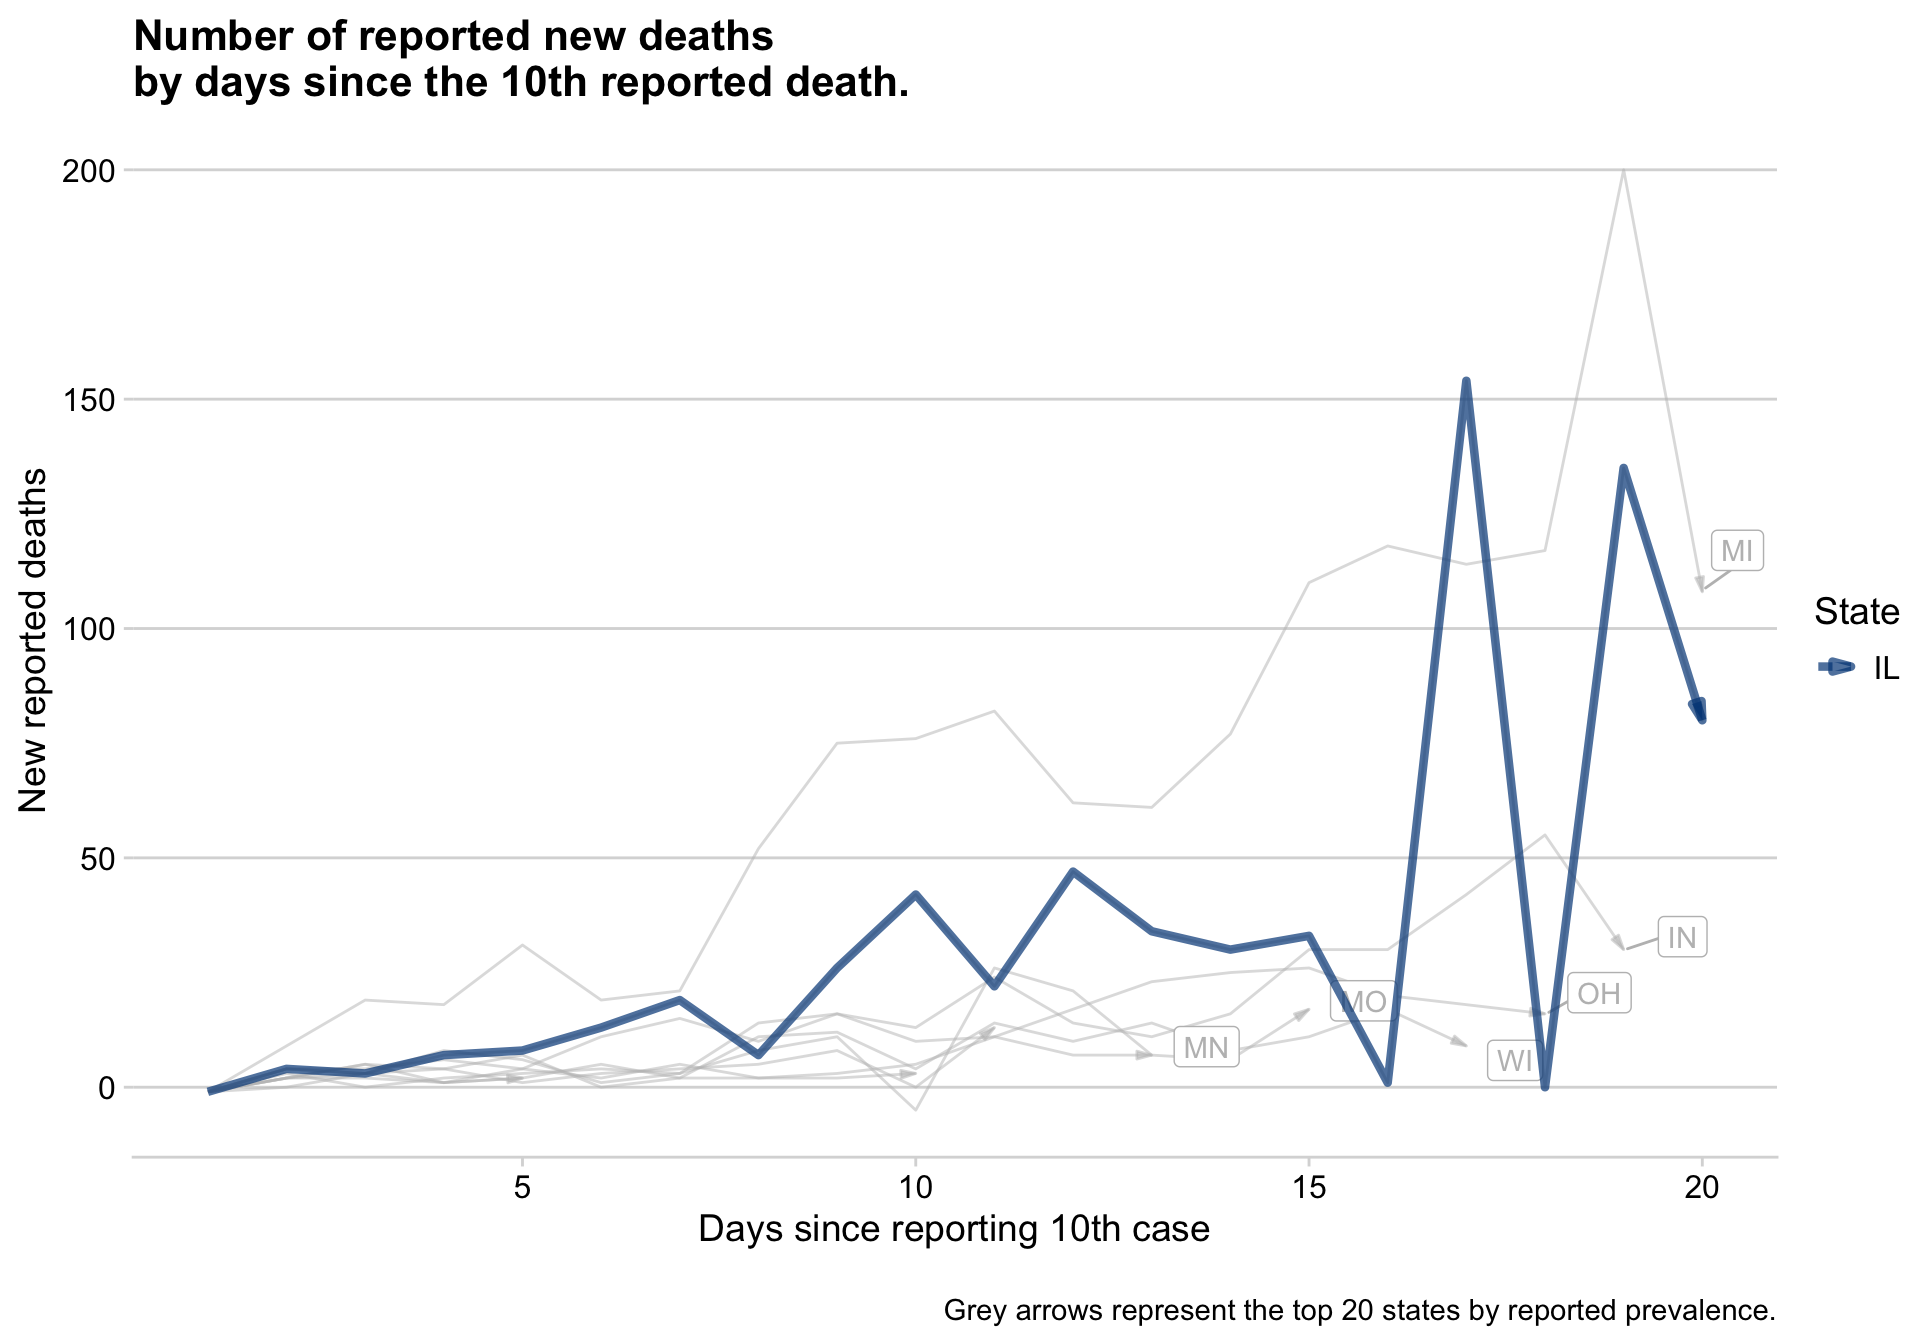 Number of reported new deaths
by days since the 10th reported death.
200
150
100
50
0
New reported deaths
MI
IN
OH
MO
MN
WI
State
IL
5
10
15
20
Days since reporting 10th case
Grey arrows represent the top 20 states by reported prevalence.